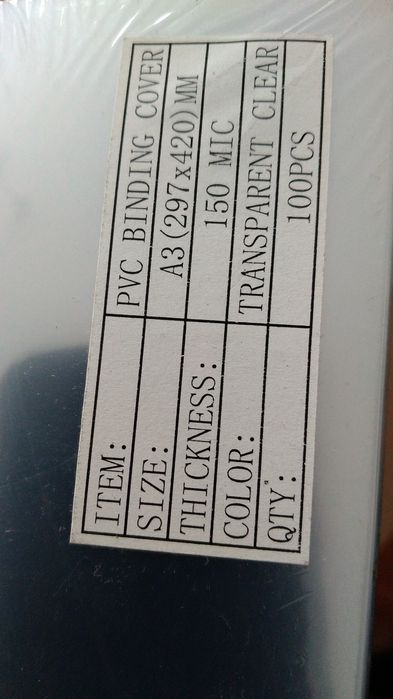 ITEM: PVC BINDING COVER
SIZE: A3(297x420)MM
THICKNESS: 150 MIC
COLOR: TRANSPARENT CLEAR
QTY: 100PCS